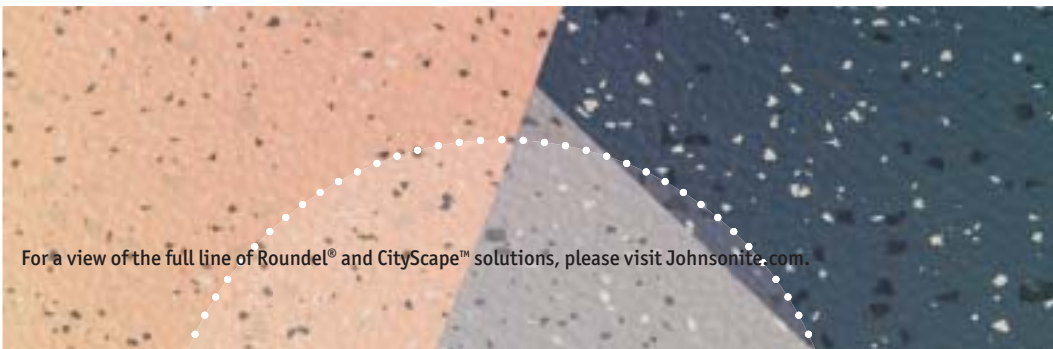 For a view of the full line of Roundel® and CityScape™ solutions, please visit Johnsonite.com.